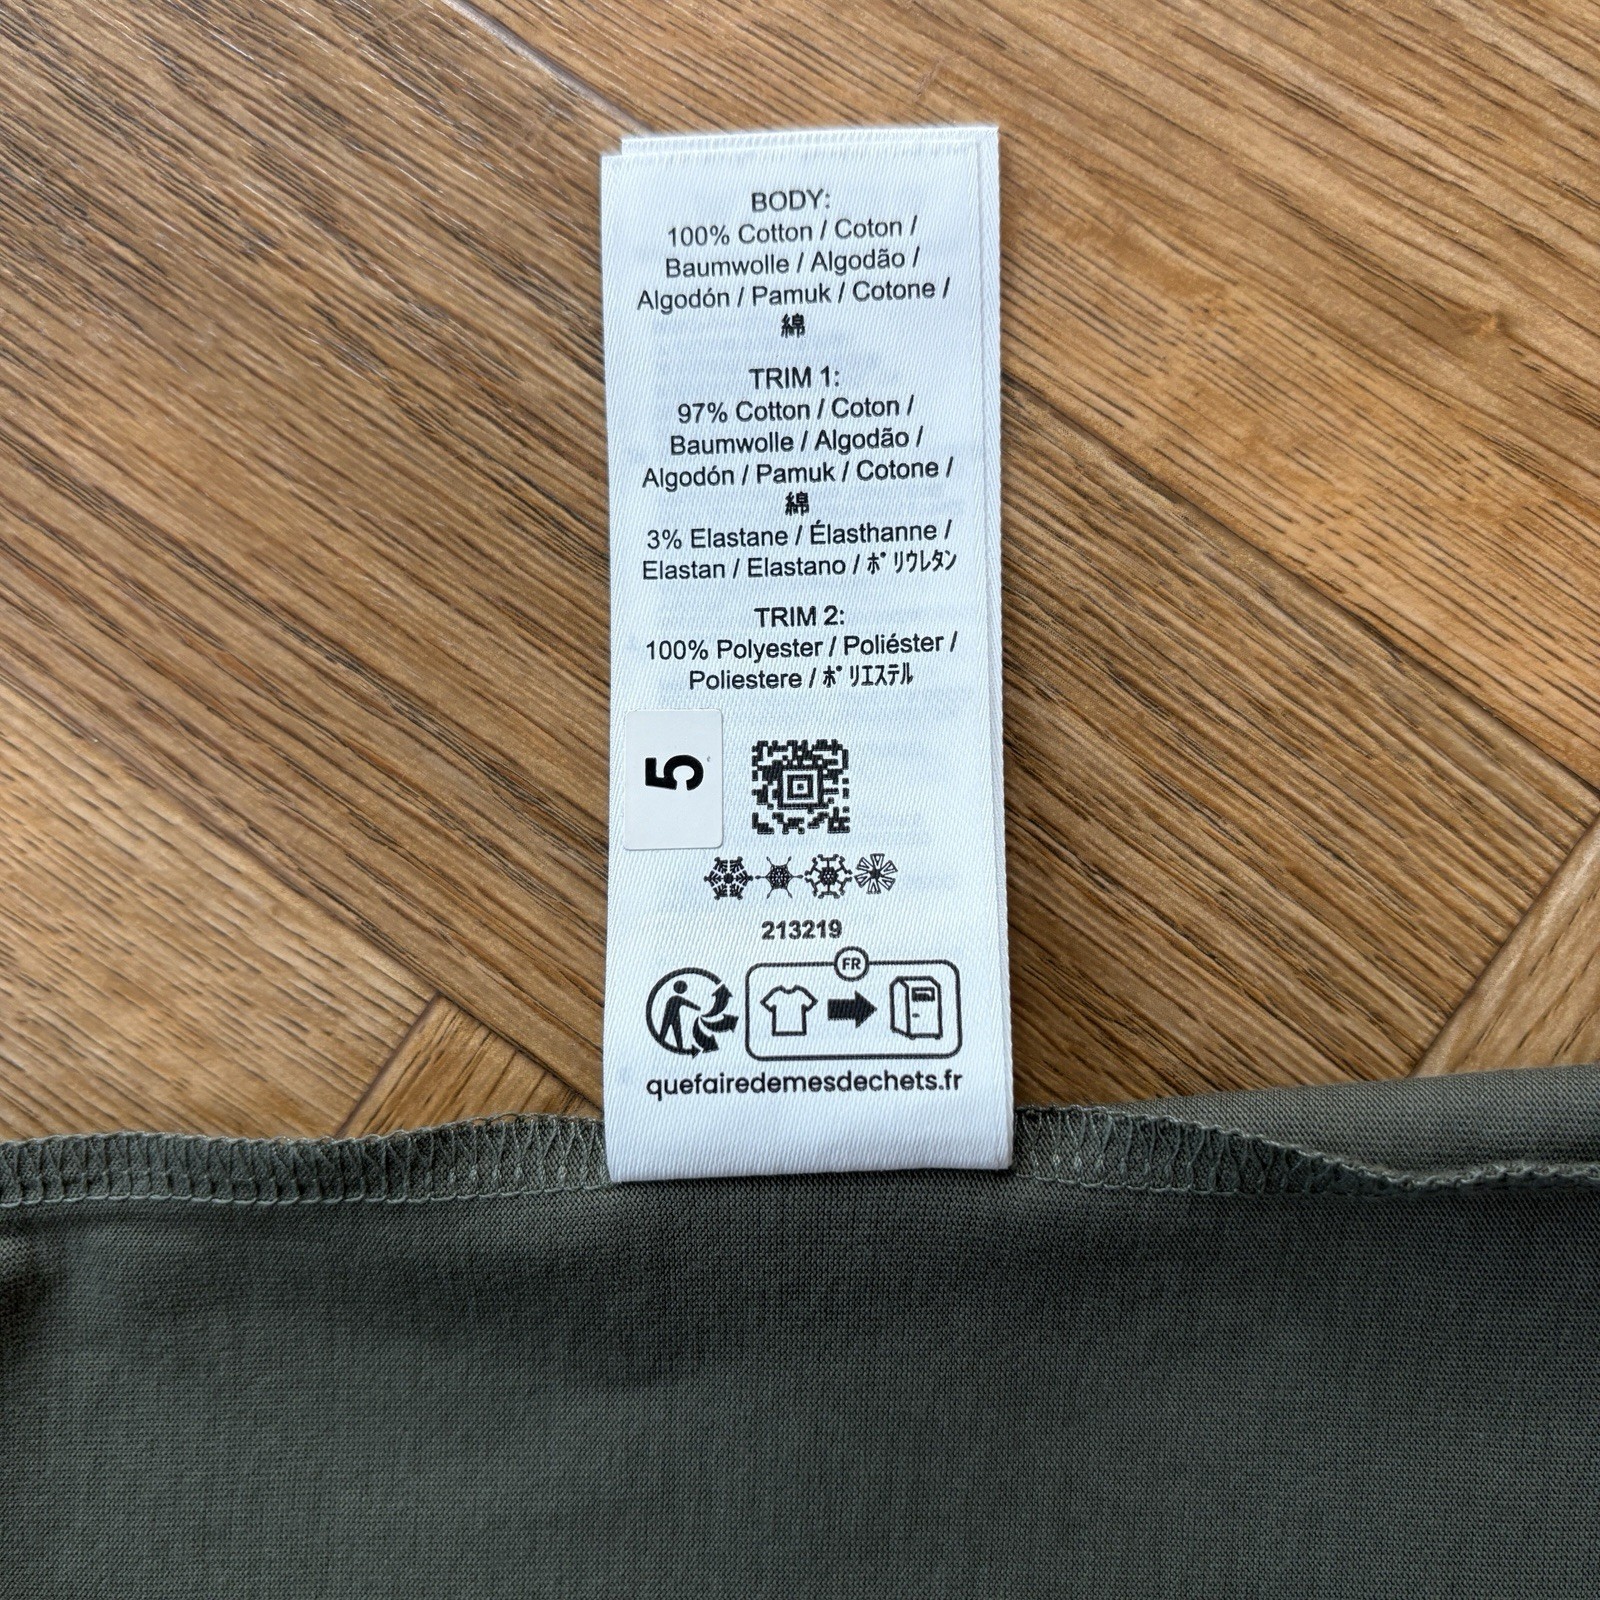 BODY:
100% Cotton / Coton /
Baumwolle / Algodão /
Algodón / Pamuk / Cotone /
綿
TRIM 1:
97% Cotton / Coton /
Baumwolle / Algodão /
Algodón / Pamuk / Cotone /
綿
3% Elastane / Élasthanne /
Elastan / Elastano / ﾎﾟﾘｳﾚﾀﾝ
TRIM 2:
100% Polyester / Poliéster /
Poliestere / ﾎﾟﾘｴｽﾃﾙ
5
213219
FR
quefairedemesdechets.fr